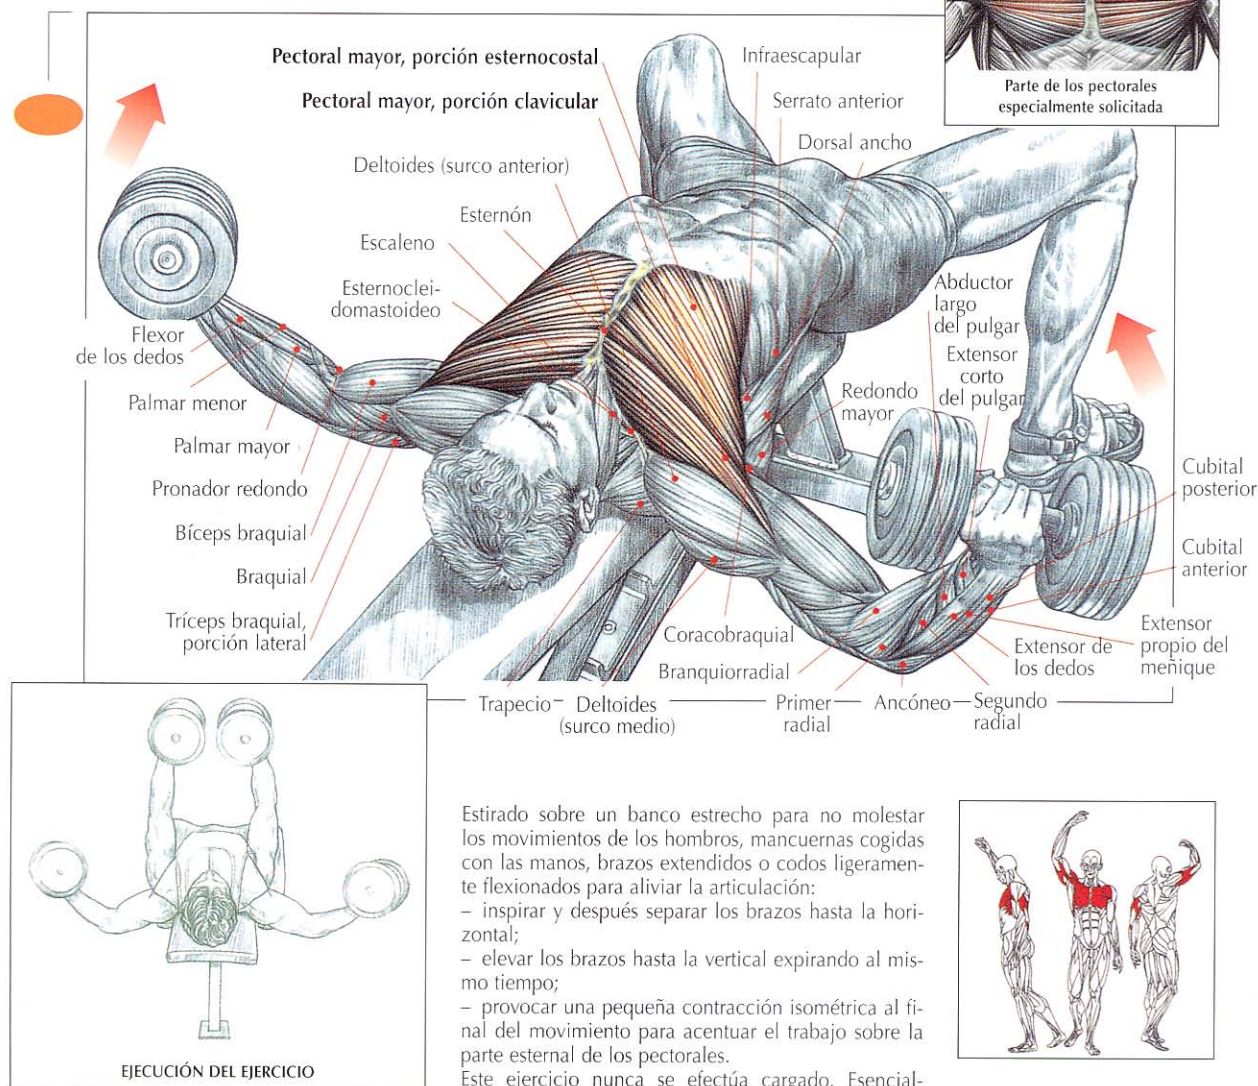 Parte de los pectorales
especialmente solicitada
Pectoral mayor, porción esternocostal
Pectoral mayor, porción clavicular
Deltoides (surco anterior)
Esternón
Escaleno
Esternoclei-
domastoideo
Infraescapular
Serrato anterior
Dorsal ancho
Flexor
de los dedos
Palmar menor
Palmar mayor
Pronador redondo
Bíceps braquial
Braquial
Tríceps braquial,
porción lateral
Abductor
largo
del pulgar
Extensor
corto
del pulgar
Redondo
mayor
Cubital
posterior
Cubital
anterior
Extensor
propio del
meñique
Extensor de
los dedos
Coracobraquial
Branquiorradial
Trapecio
Deltoides
(surco medio)
Primer
radial
Ancóneo
Segundo
radial
EJECUCIÓN DEL EJERCICIO
Estirado sobre un banco estrecho para no molestar
los movimientos de los hombros, mancuernas cogidas
con las manos, brazos extendidos o codos ligeramen-
te flexionados para aliviar la articulación:
– inspirar y después separar los brazos hasta la hori-
zontal;
– elevar los brazos hasta la vertical expirando al mis-
mo tiempo;
– provocar una pequeña contracción isométrica al fi-
nal del movimiento para acentuar el trabajo sobre la
parte esternal de los pectorales.
Este ejercicio nunca se efectúa cargado. Esencial-